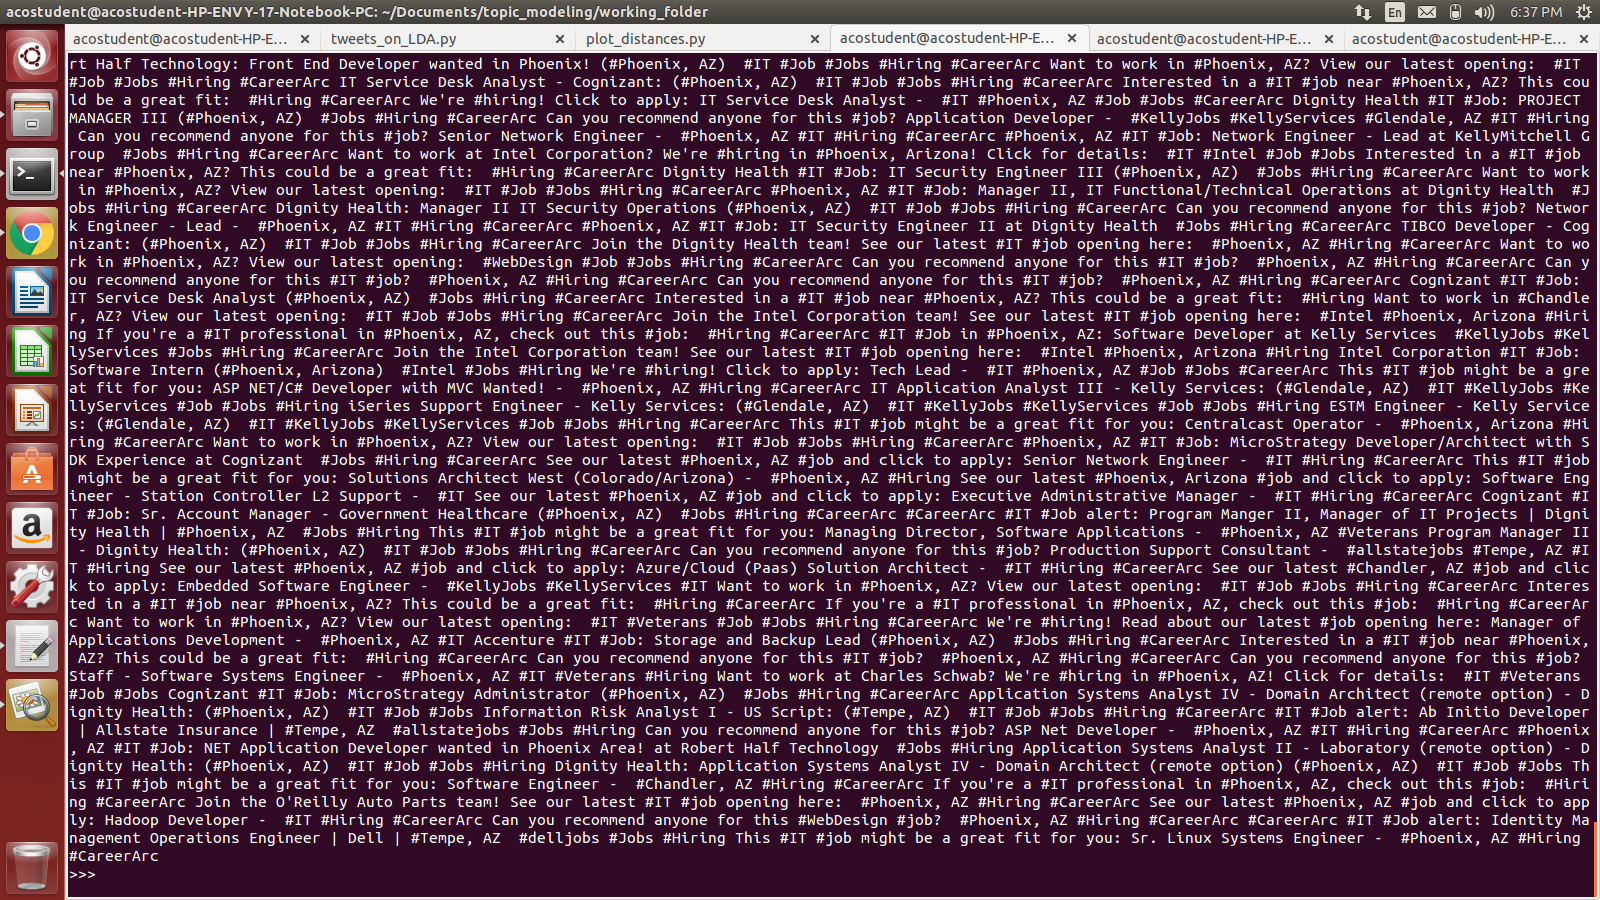 acostudent@acostudent-HP-ENVY-17-Notebook-PC: ~/Documents/topic_modeling/working_folder
En
6:37 PM
acostudent@acostudent-HP-E...
tweets_on_LDA.py
plot_distances.py
acostudent@acostudent-HP-E...
acostudent@acostudent-HP-E...
acostudent@acostudent-HP-E...
rt Half Technology: Front End Developer wanted in Phoenix! (#Phoenix, AZ)  #IT #Job #Jobs #Hiring #CareerArc Want to work in #Phoenix, AZ? View our latest opening:  #IT
#Job #Jobs #Hiring #CareerArc IT Service Desk Analyst - Cognizant: (#Phoenix, AZ)  #IT #Job #Jobs #Hiring #CareerArc Interested in a #IT job near #Phoenix, AZ? This cou
ld be a great fit:  #Hiring #CareerArc We're #hiring! Click to apply: IT Service Desk Analyst -  #IT #Phoenix, AZ #Job #Jobs #CareerArc Dignity Health #IT #Job: PROJECT
MANAGER III (#Phoenix, AZ)  #Jobs #Hiring #CareerArc Can you recommend anyone for this #job? Application Developer -  #KellyJobs #KellyServices #Glendale, AZ #IT #Hiring
 Can you recommend anyone for this #job? Senior Network Engineer -  #Phoenix, AZ #IT #Hiring #CareerArc #Phoenix, AZ #IT #Job: Network Engineer - Lead at KellyMitchell G
roup  #Jobs #Hiring #CareerArc Want to work at Intel Corporation? We're #hiring in #Phoenix, Arizona! Click for details:  #IT #Intel #Job #Jobs Interested in a #IT #job
near #Phoenix, AZ? This could be a great fit:  #Hiring #CareerArc Dignity Health #IT #Job: IT Security Engineer III (#Phoenix, AZ)  #Jobs #Hiring #CareerArc Want to work
 in #Phoenix, AZ? View our latest opening:  #IT #Job #Jobs #Hiring #CareerArc #Phoenix, AZ #IT #Job: Manager II, IT Functional/Technical Operations at Dignity Health  #J
obs #Hiring #CareerArc Dignity Health: Manager II IT Security Operations (#Phoenix, AZ)  #IT #Job #Jobs #Hiring #CareerArc Can you recommend anyone for this #job? Networ
k Engineer - Lead -  #Phoenix, AZ #IT #Hiring #CareerArc #Phoenix, AZ #IT #Job: IT Security Engineer II at Dignity Health  #Jobs #Hiring #CareerArc TIBCO Developer - Cog
nizant: (#Phoenix, AZ)  #IT #Job #Jobs #Hiring #CareerArc Join the Dignity Health team! See our latest #IT #job opening here:  #Phoenix, AZ #Hiring #CareerArc Want to wo
rk in #Phoenix, AZ? View our latest opening:  #WebDesign #Job #Jobs #Hiring #CareerArc Can you recommend anyone for this #IT #job?  #Phoenix, AZ #Hiring #CareerArc Can y
ou recommend anyone for this #IT #job?  #Phoenix, AZ #Hiring #CareerArc Can you recommend anyone for this #IT #job?  #Phoenix, AZ #Hiring #CareerArc Cognizant #IT #Job:
IT Service Desk Analyst (#Phoenix, AZ)  #Jobs #Hiring #CareerArc Interested in a #IT #job near #Phoenix, AZ? This could be a great fit:  #Hiring Want to work in #Chandle
r, AZ? View our latest opening:  #IT #Job #Jobs #Hiring #CareerArc Join the Intel Corporation team! See our latest #IT #job opening here:  #Intel #Phoenix, Arizona #Hiri
ng If you're a #IT professional in #Phoenix, AZ, check out this #job:  #Hiring #CareerArc #IT #Job in #Phoenix, AZ: Software Developer at Kelly Services  #KellyJobs #Kel
lyServices #Jobs #Hiring #CareerArc Join the Intel Corporation team! See our latest #IT #job opening here:  #Intel #Phoenix, Arizona #Hiring Intel Corporation #IT #Job:
Software Intern (#Phoenix, Arizona)  #Intel #Jobs #Hiring We're #hiring! Click to apply: Tech Lead -  #IT #Phoenix, AZ #Job #Jobs #CareerArc This #IT #job might be a gre
at fit for you: ASP NET/C# Developer with MVC Wanted! -  #Phoenix, AZ #Hiring #CareerArc IT Application Analyst III - Kelly Services: (#Glendale, AZ)  #IT #KellyJobs #Ke
llyServices #Job #Jobs #Hiring iSeries Support Engineer - Kelly Services: (#Glendale, AZ)  #IT #KellyJobs #KellyServices #Job #Jobs #Hiring ESTM Engineer - Kelly Service
s: (#Glendale, AZ)  #IT #KellyJobs #KellyServices #Job #Jobs #Hiring #CareerArc This #IT #job might be a great fit for you: Centralcast Operator -  #Phoenix, Arizona #Hi
ring #CareerArc Want to work in #Phoenix, AZ? View our latest opening:  #IT #Job #Jobs #Hiring #CareerArc #Phoenix, AZ #IT #Job: MicroStrategy Developer/Architect with S
DK Experience at Cognizant  #Jobs #Hiring #CareerArc See our latest #Phoenix, AZ #job and click to apply: Senior Network Engineer -  #IT #Hiring #CareerArc This #IT #job
 might be a great fit for you: Solutions Architect West (Colorado/Arizona) -  #Phoenix, AZ #Hiring See our latest #Phoenix, Arizona #job and click to apply: Software Eng
ineer - Station Controller L2 Support -  #IT See our latest #Phoenix, AZ #job and click to apply: Executive Administrative Manager -  #IT #Hiring #CareerArc Cognizant #I
T #Job: Sr. Account Manager - Government Healthcare (#Phoenix, AZ)  #Jobs #Hiring #CareerArc #CareerArc #IT #Job alert: Program Manger II, Manager of IT Projects | Digni
ty Health | #Phoenix, AZ  #Jobs #Hiring This #IT #job might be a great fit for you: Managing Director, Software Applications -  #Phoenix, AZ #Veterans Program Manager II
 - Dignity Health: (#Phoenix, AZ)  #IT #Job #Jobs #Hiring #CareerArc Can you recommend anyone for this #job? Production Support Consultant -  #allstatejobs #Tempe, AZ #I
T #Hiring See our latest #Phoenix, AZ #job and click to apply: Azure/Cloud (Paas) Solution Architect -  #IT #Hiring #CareerArc See our latest #Chandler, AZ #job and clic
k to apply: Embedded Software Engineer -  #KellyJobs #KellyServices #IT Want to work in #Phoenix, AZ? View our latest opening:  #IT #Job #Jobs #Hiring #CareerArc Interes
ted in a #IT #job near #Phoenix, AZ? This could be a great fit:  #Hiring #CareerArc If you're a #IT professional in #Phoenix, AZ, check out this #job:  #Hiring #CareerAr
c Want to work in #Phoenix, AZ? View our latest opening:  #IT #Veterans #Job #Jobs #Hiring #CareerArc We're #hiring! Read about our latest #job opening here: Manager of
Applications Development -  #Phoenix, AZ #IT Accenture #IT #Job: Storage and Backup Lead (#Phoenix, AZ)  #Jobs #Hiring #CareerArc Interested in a #IT #job near #Phoenix,
 AZ? This could be a great fit:  #Hiring #CareerArc Can you recommend anyone for this #IT #job?  #Phoenix, AZ #Hiring #CareerArc Can you recommend anyone for this #job?
Staff - Software Systems Engineer -  #Phoenix, AZ #IT #Veterans #Hiring Want to work at Charles Schwab? We're #hiring in #Phoenix, AZ! Click for details:  #IT #Veterans
#Job #Jobs Cognizant #IT #Job: MicroStrategy Administrator (#Phoenix, AZ)  #Jobs #Hiring #CareerArc Application Systems Analyst IV - Domain Architect (remote option) - D
ignity Health: (#Phoenix, AZ)  #IT #Job #Jobs Information Risk Analyst I _ US Script: (#Tempe, AZ)  #IT #Job #Jobs #Hiring #CareerArc #IT #Job alert: Ab Initio Developer
 | Allstate Insurance | #Tempe, AZ  #allstatejobs #Jobs #Hiring Can you recommend anyone for this #job? ASP Net Developer -  #Phoenix, AZ #IT #Hiring #CareerArc #Phoenix
, AZ #IT #Job: NET Application Developer wanted in Phoenix Area! at Robert Half Technology  #Jobs #Hiring Application Systems Analyst II - Laboratory (remote option) - D
ignity Health: (#Phoenix, AZ)  #IT #Job #Jobs #Hiring Dignity Health: Application Systems Analyst IV - Domain Architect (remote option) (#Phoenix, AZ)  #IT #Job #Jobs Th
is #IT #job might be a great fit for you: Software Engineer -  #Chandler, AZ #Hiring #CareerArc If you're a #IT professional in #Phoenix, AZ, check out this #job:  #Hiri
ng #CareerArc Join the O'Reilly Auto Parts team! See our latest #IT #job opening here:  #Phoenix, AZ #Hiring #CareerArc See our latest #Phoenix, AZ #job and click to app
ly: Hadoop Developer -  #IT #Hiring #CareerArc Can you recommend anyone for this #WebDesign #job?  #Phoenix, AZ #Hiring #CareerArc #CareerArc #IT #Job alert: Identity Ma
nagement Operations Engineer | Dell | #Tempe, AZ  #delljobs #Jobs #Hiring This #IT #job might be a great fit for you: Sr. Linux Systems Engineer -  #Phoenix, AZ #Hiring
#CareerArc
>>>